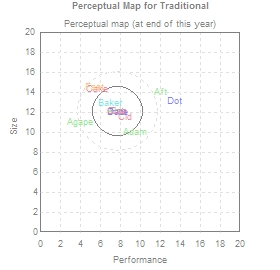 Perceptual Map for Traditional
Perceptual map (at end of this year)
20
18
16
14
12
10
8
6
4
2
0
Size
Cake
Aft
Baker
Dot
Cid
Agape
Adam
0 2 4 6 8 10 12 14 16 18 20
Performance